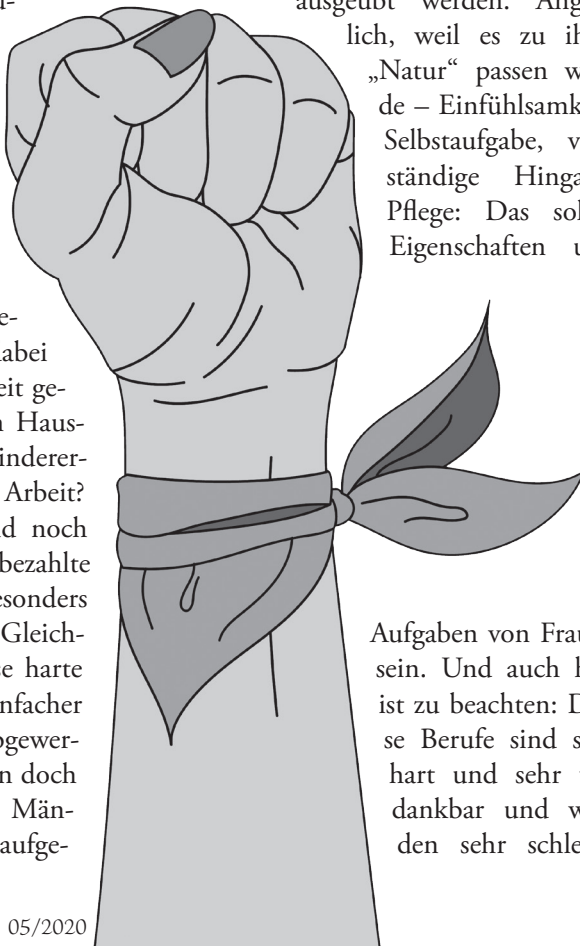 e-
abei
eit ge-
n Haus-
inderer-
Arbeit?
d noch
bezahlte
esonders
Gleich-
se harte
nfacher
bgewer-
n doch
Män-
aufge-
05/2020
ausgeübt werden. Ang
lich, weil es zu ih
„Natur“ passen w
de – Einfühlsamk
Selbstaufgabe, v
ständige Hinga
Pflege: Das sol
Eigenschaften u
Aufgaben von Frau
sein. Und auch
ist zu beachten: D
se Berufe sind s
hart und sehr
dankbar und w
den sehr schle